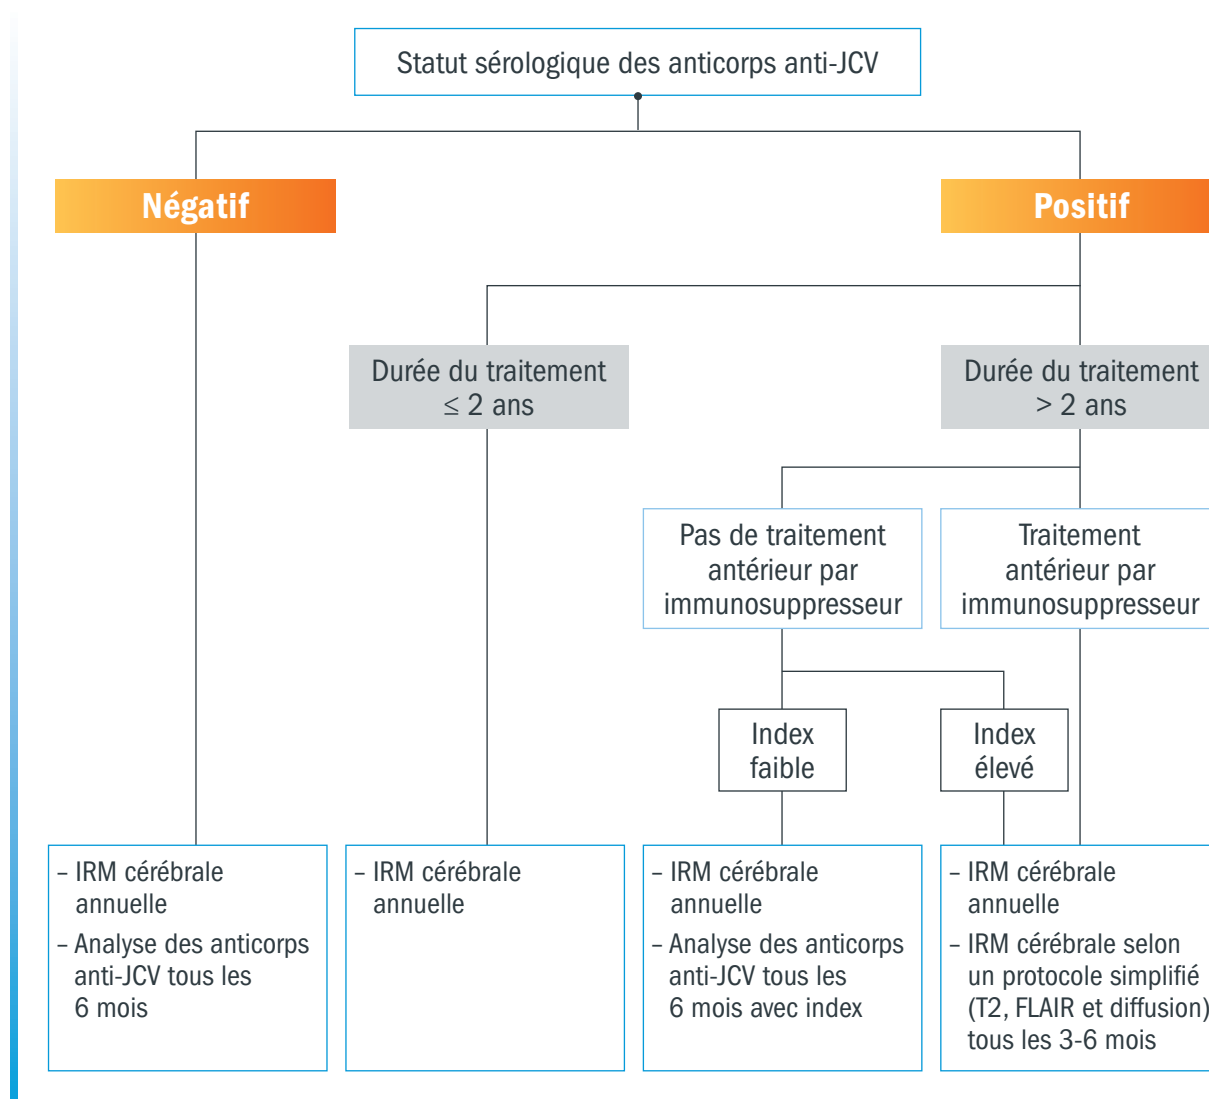 Statut sérologique des anticorps anti-JCV
Négatif
Positif
Durée du traitement
≤ 2 ans
Durée du traitement
> 2 ans
Pas de traitement
antérieur par
immunosuppresseur
Traitement
antérieur par
immunosuppresseur
Index
faible
Index
élevé
– IRM cérébrale
annuelle
– Analyse des anticorps
anti-JCV tous les
6 mois
– IRM cérébrale
annuelle
– IRM cérébrale
annuelle
– Analyse des anticorps
anti-JCV tous les
6 mois avec index
– IRM cérébrale
annuelle
– IRM cérébrale selon
un protocole simplifié
(T2, FLAIR et diffusion)
tous les 3-6 mois